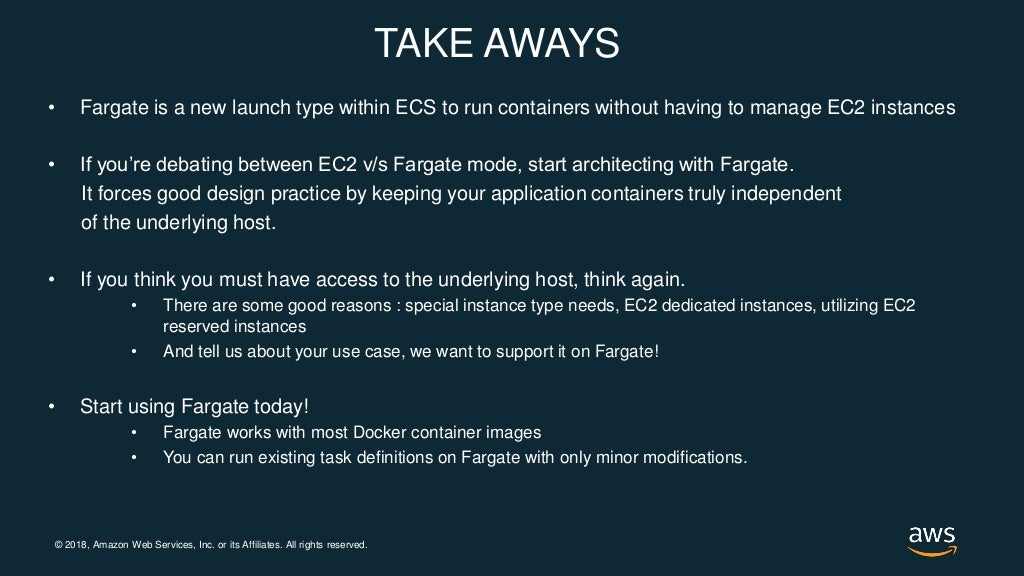 TAKE AWAYS
• Fargate is a new launch type within ECS to run containers without having to manage EC2 instances
• If you’re debating between EC2 v/s Fargate mode, start architecting with Fargate.
It forces good design practice by keeping your application containers truly independent
of the underlying host.
• If you think you must have access to the underlying host, think again.
• There are some good reasons : special instance type needs, EC2 dedicated instances, utilizing EC2
reserved instances
• And tell us about your use case, we want to support it on Fargate!
• Start using Fargate today!
• Fargate works with most Docker container images
• You can run existing task definitions on Fargate with only minor modifications.
© 2018, Amazon Web Services, Inc. or its Affiliates. All rights reserved.
aws